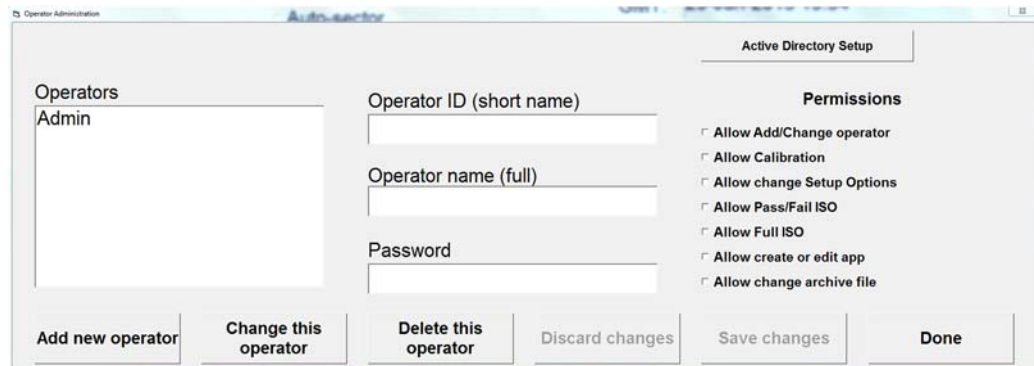 Operator Administration
Auto-sector
Active Directory Setup
Operators
Admin
Operator ID (short name)
Operator name (full)
Password
Permissions
Allow Add/Change operator
Allow Calibration
Allow change Setup Options
Allow Pass/Fail ISO
Allow Full ISO
Allow create or edit app
Allow change archive file
Add new operator
Change this
operator
Delete this
operator
Discard changes
Save changes
Done